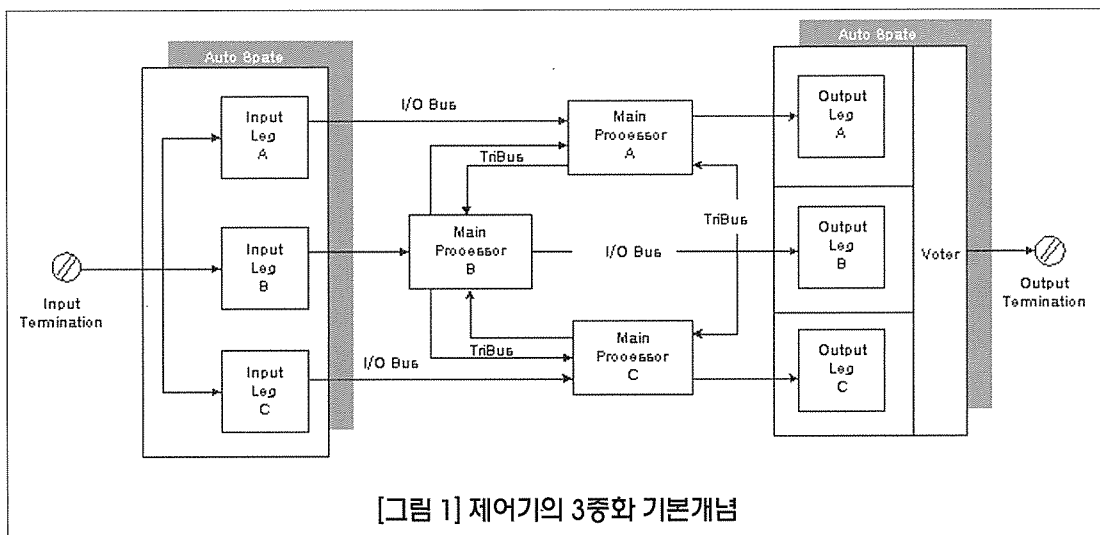 Auto Spate
Input
Leg
A
Input
Leg
B
Input
Leg
C
Input
Termination
I/O Bus
TriBus
Main
Processor
A
Main
Processor
B
Main
Processor
C
TriBus
I/O Bus
TriBus
I/O Bus
Auto Spate
Output
Leg
A
Output
Leg
B
Output
Leg
C
Voter
Output
Termination
[그림 1] 제어기의 3중화 기본개념